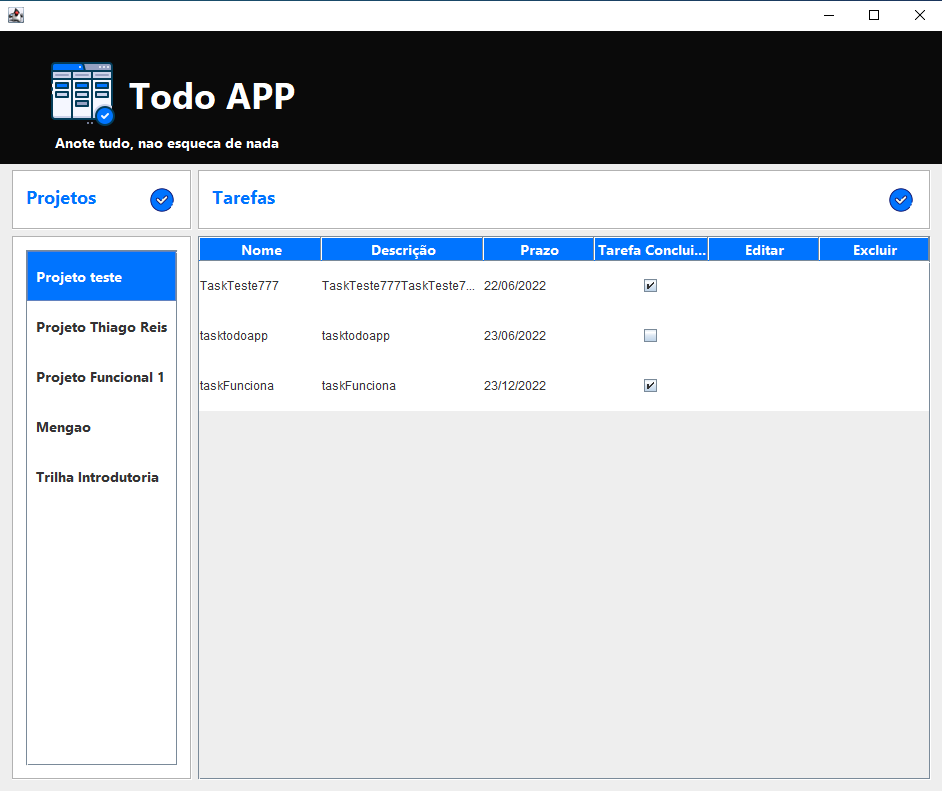 Todo APP
Anote tudo, nao esqueca de nada
Projetos
Tarefas
Projeto teste
Projeto Thiago Reis
Projeto Funcional 1
Mengao
Trilha Introdutoria
Nome Descrição Prazo Tarefa Conclui... Editar Excluir
TaskTeste777 TaskTeste777TaskTeste7... 22/06/2022
tasktodoapp tasktodoapp 23/06/2022
taskFunciona taskFunciona 23/12/2022